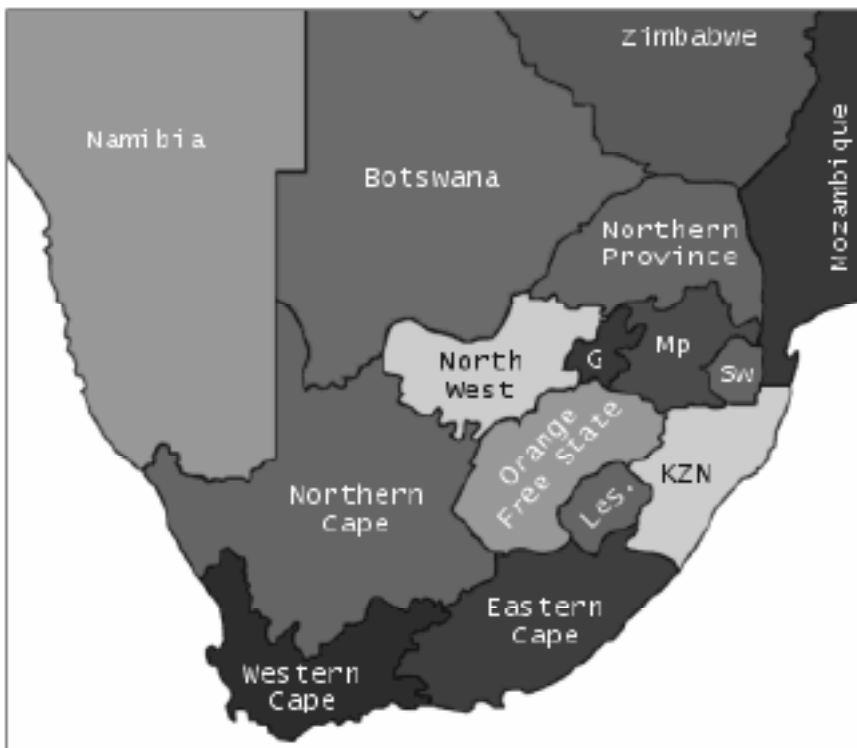 Zimbabwe
Namibia
Botswana
Mozambique
Northern
Province
North
West
G
Mp
Sw
Orange
Free State
KZN
Les.
Northern
Cape
Eastern
Cape
Western
Cape